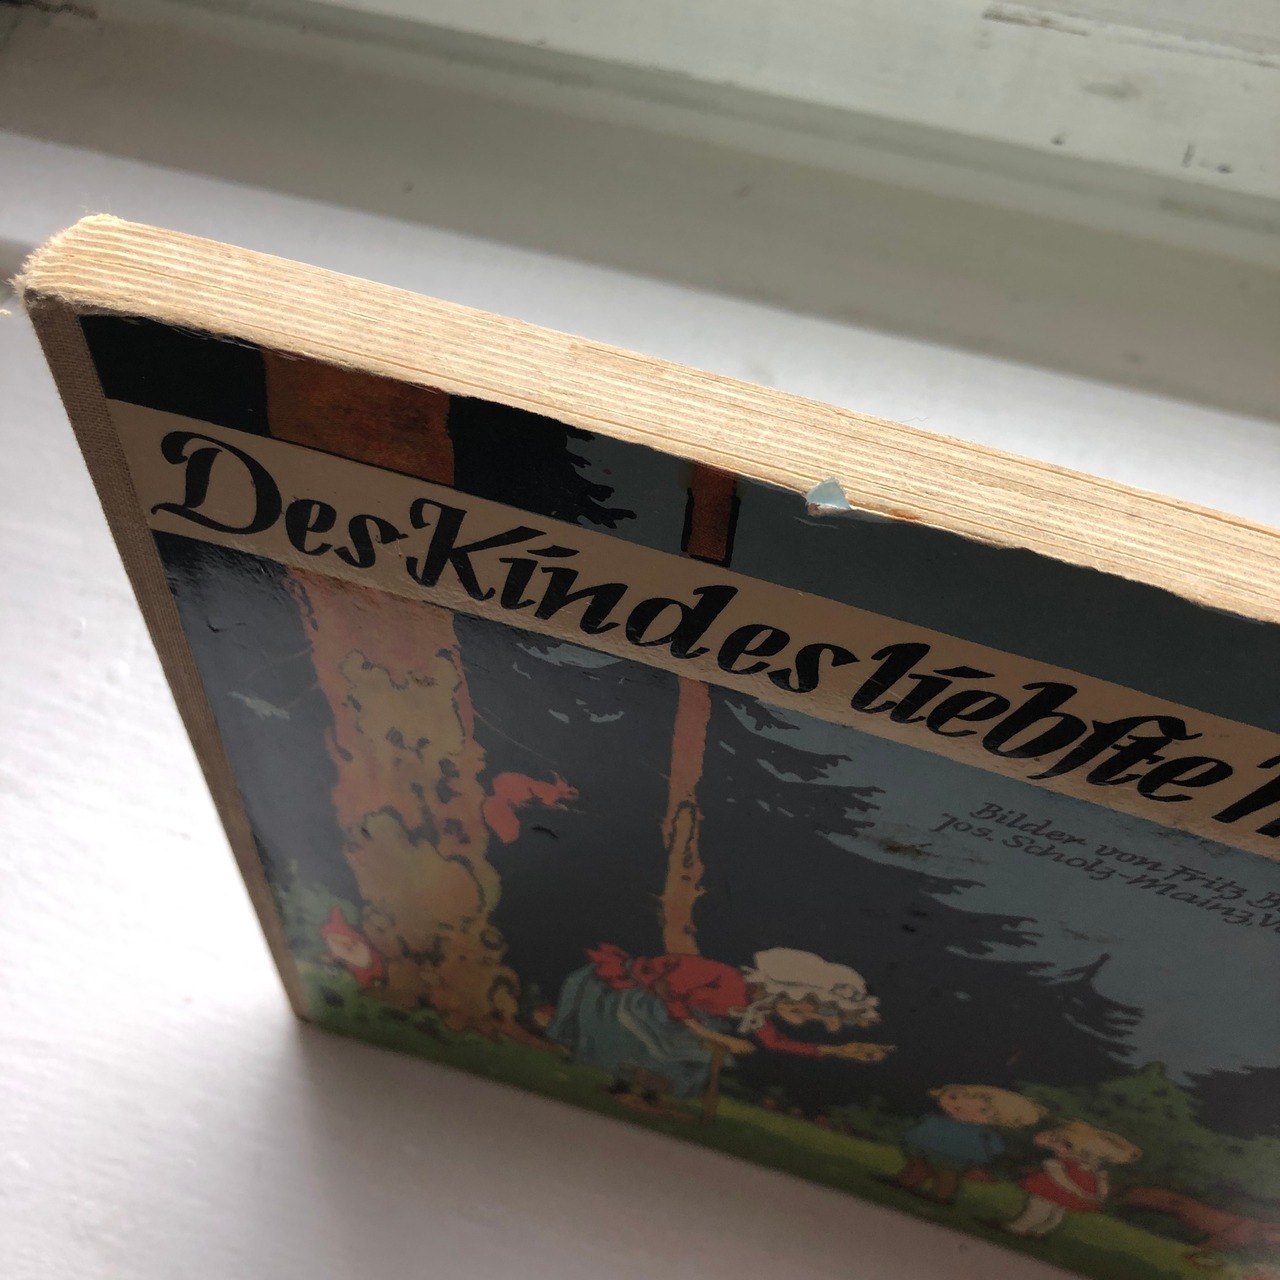 Des Kindes liebste
Bilder von Fritz
Jos. Scholz-Mainz.